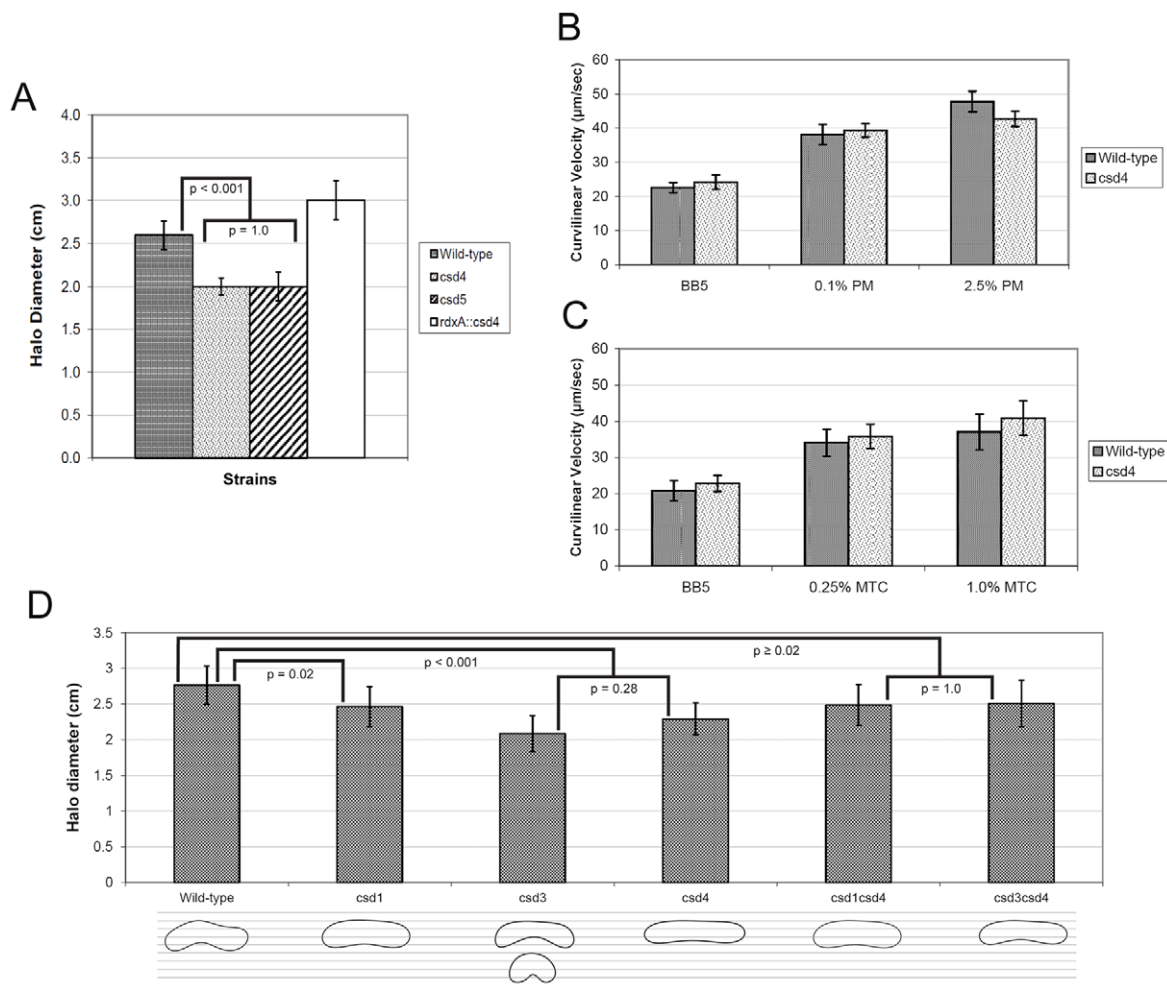 A
4.0
3.5
3.0
2.5
2.0
1.5
1.0
0.5
0.0
Halo Diameter (cm)
p < 0.001
p = 1.0
Strains
Wild-type
csd4
csd5
rdxA::csd4
B
60
50
40
30
20
10
0
Curvilinear Velocity (µm/sec)
BB5
0.1% PM
2.5% PM
Wild-type
csd4
C
60
50
40
30
20
10
0
Curvilinear Velocity (µm/sec)
BB5
0.25% MTC
1.0% MTC
Wild-type
csd4
D
3.5
3
2.5
2
1.5
1
0.5
0
Halo diameter (cm)
p ≥ 0.02
p < 0.001
p = 0.02
p = 0.28
p = 1.0
Wild-type
csd1
csd3
csd4
csd1csd4
csd3csd4